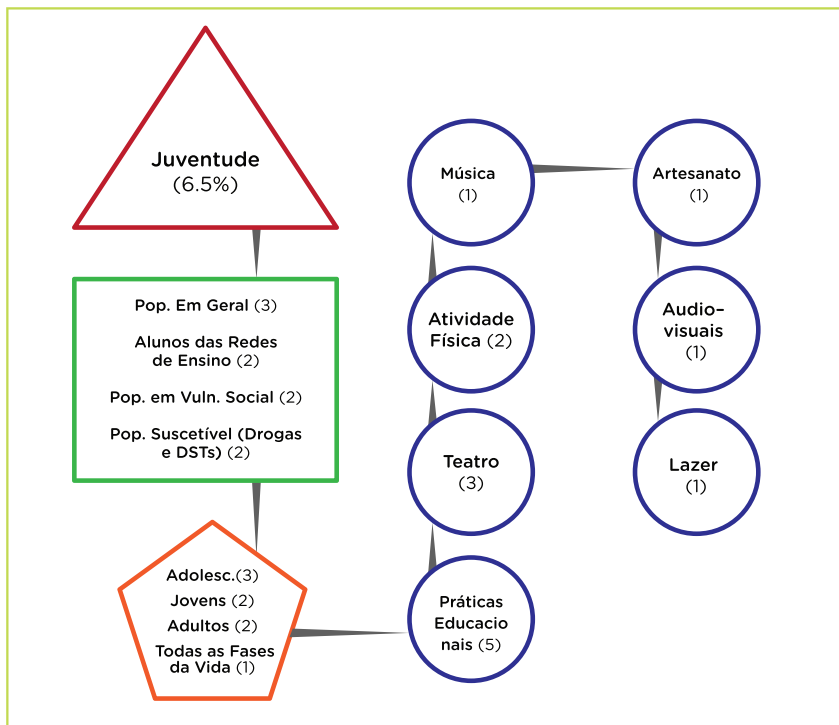 Juventude
(6.5%)
Pop. Em Geral (3)
Alunos das Redes
de Ensino (2)
Pop. em Vuln. Social (2)
Pop. Suscetível (Drogas
e DSTs) (2)
Adolesc.(3)
Jovens (2)
Adultos (2)
Todas as Fases
da Vida (1)
Práticas
Educacio
nais (5)
Teatro
(3)
Atividade
Física (2)
Música
(1)
Artesanato
(1)
Audio–
visuais
(1)
Lazer
(1)